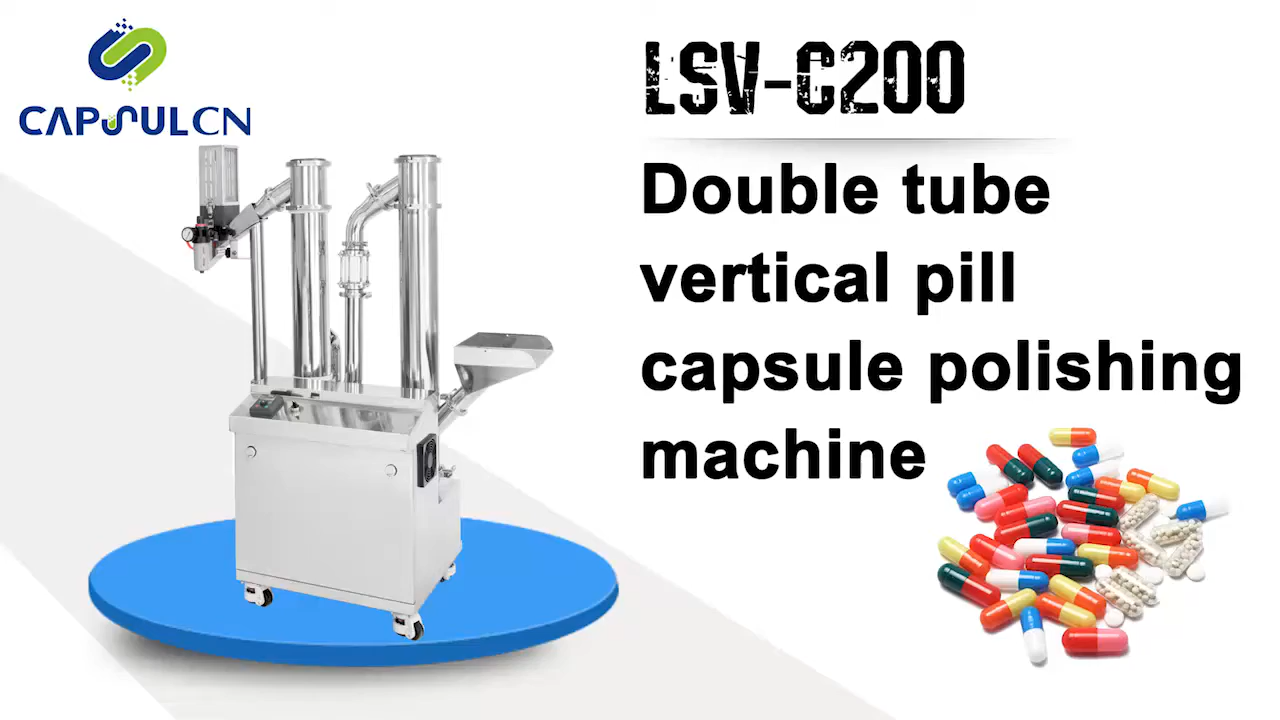 CAPSULCN
LSV-C200
Double tube
vertical pill
capsule polishing
machine